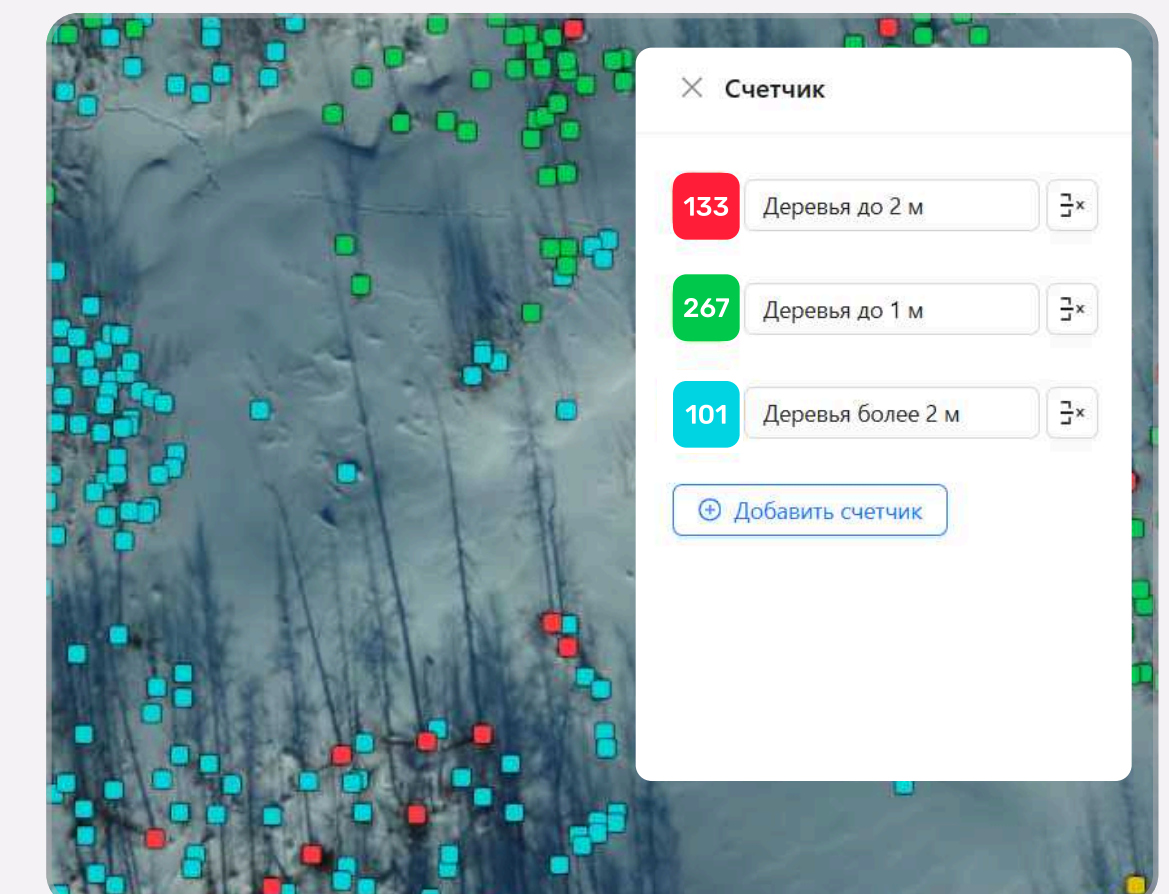 Счетчик
133 Деревья до 2 м
267 Деревья до 1 м
101 Деревья более 2 м
Добавить счетчик